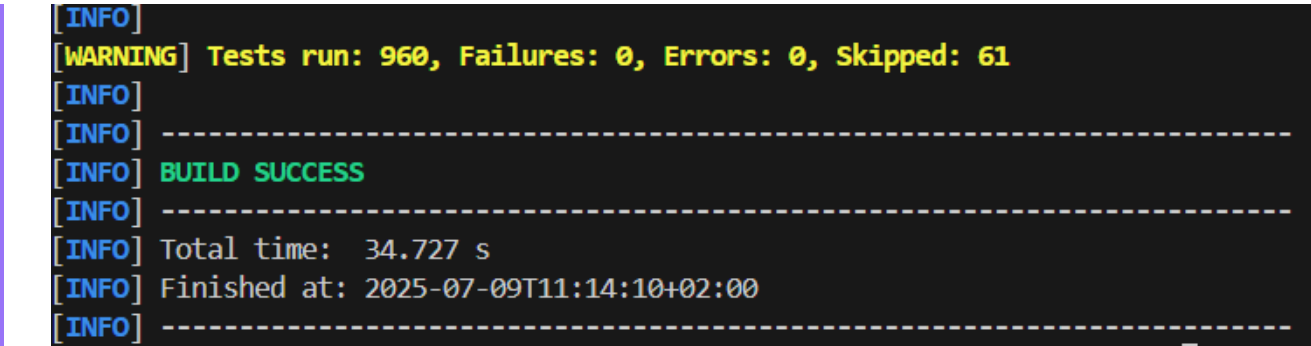 [INFO]
[WARNING] Tests run: 960, Failures: 0, Errors: 0, Skipped: 61
[INFO]
[INFO] ------------------------------------------------------------------------
[INFO] BUILD SUCCESS
[INFO] ------------------------------------------------------------------------
[INFO] Total time:  34.727 s
[INFO] Finished at: 2025-07-09T11:14:10+02:00
[INFO] ------------------------------------------------------------------------